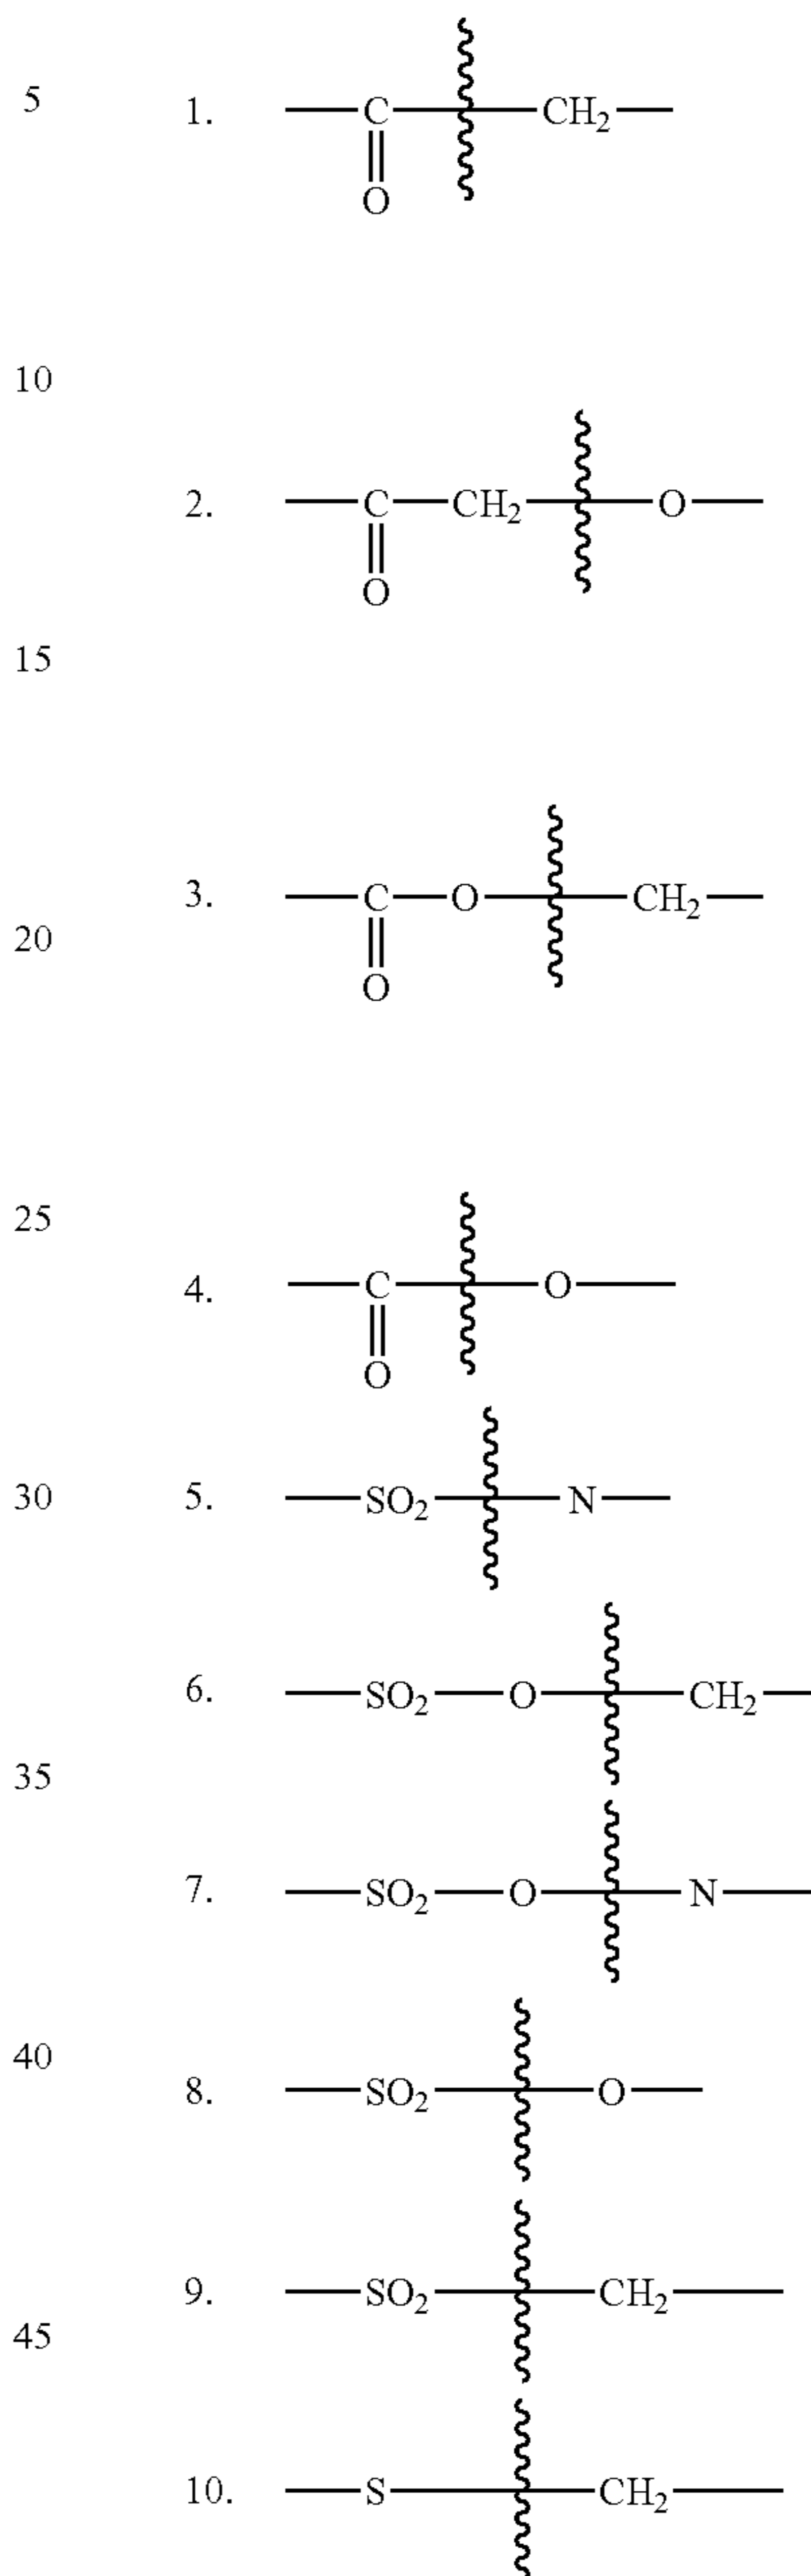 5 1. C CH2
O
10
2. C CH2 O
O
15
3. C O CH2
20
O
25
4. C O
O
30 5. SO2 N
6. SO2 O CH2
35
7. SO2 O N
40
8. SO2 O
9. SO2 CH2
45
10. S CH2